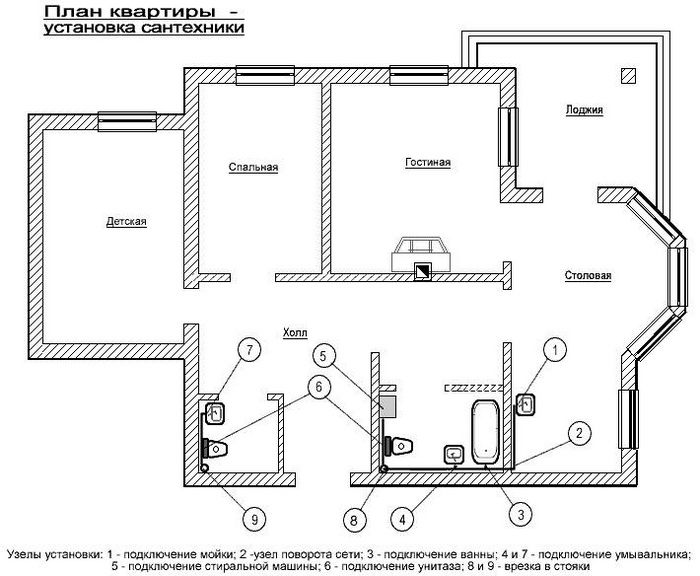 План квартиры -
установка сантехники
Лоджия
Спальная
Гостиная
Детская
Столовая
Холл
7
5
6
1
2
9
8
4
3
Узелы установки: 1 - подключение мойки; 2 -узел поворота сети; 3 - подключение ванны; 4 и 7 - подключение умывальника;
5 - подключение стиральной машины; 6 - подключение унитаза; 8 и 9 - врезка в стояки